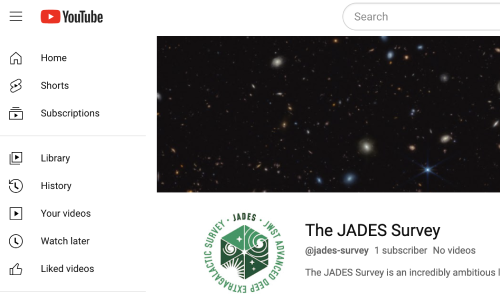 YouTube
Search
Home
Shorts
Subscriptions
Library
History
Your videos
Watch later
Liked videos
· JADES · JWST ADVANCED DEEP EXTRAGALACTIC SURVEY
The JADES Survey
@jades-survey 1 subscriber No videos
The JADES Survey is an incredibly ambitious